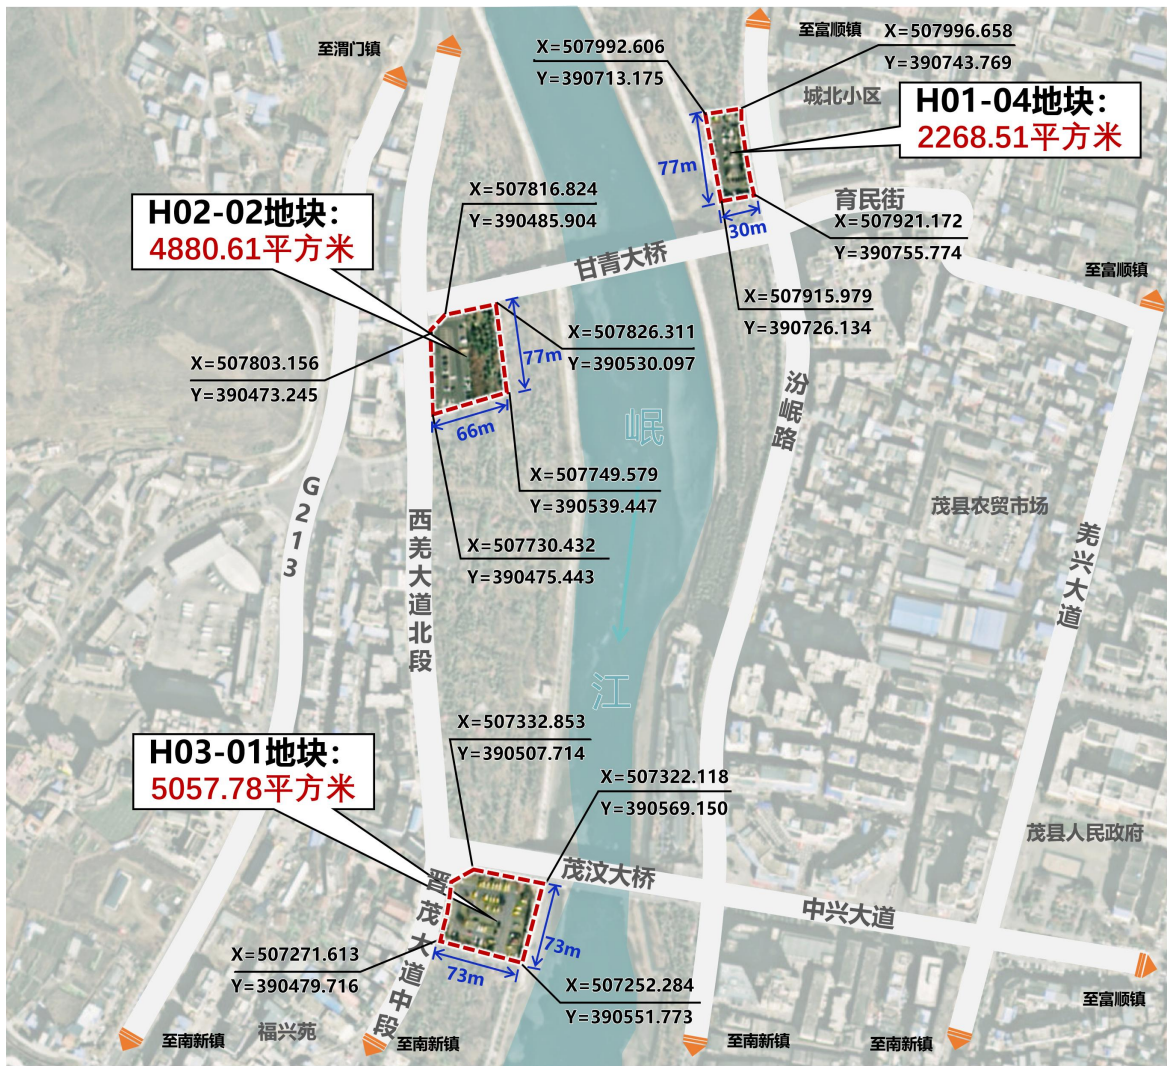 至渭门镇
X=507992.606
Y=390713.175
至富顺镇
X=507996.658
Y=390743.769
城北小区
H01-04地块：
2268.51平方米
77m
30m
育民街
X=507921.172
Y=390755.774
X=507816.824
Y=390485.904
H02-02地块：
4880.61平方米
甘青大桥
至富顺镇
X=507915.979
Y=390726.134
X=507826.311
Y=390530.097
77m
X=507803.156
Y=390473.245
66m
汾岷路
岷
X=507749.579
Y=390539.447
G213
西羌大道北段
茂县农贸市场
X=507730.432
Y=390475.443
羌兴大道
江
X=507332.853
Y=390507.714
H03-01地块：
5057.78平方米
X=507322.118
Y=390569.150
茂县人民政府
茂汶大桥
晋茂大道中段
中兴大道
73m
73m
X=507271.613
Y=390479.716
X=507252.284
Y=390551.773
至富顺镇
福兴苑
至南新镇
至南新镇
至南新镇
至南新镇